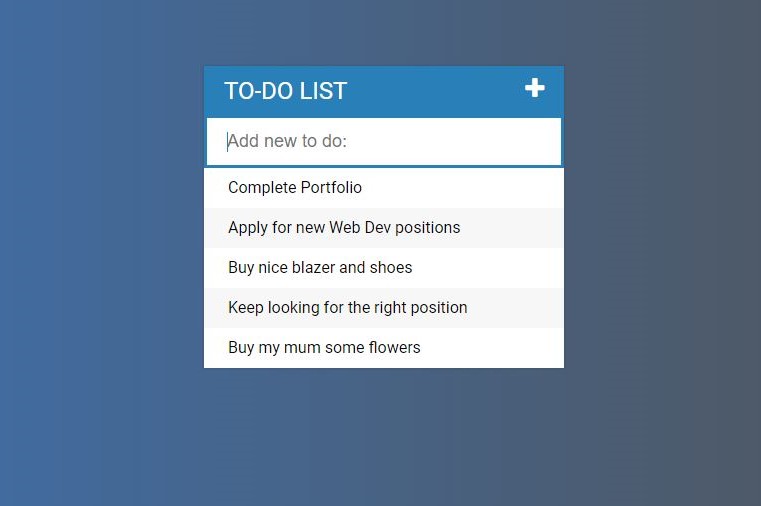 TO-DO LIST
Add new to do:
Complete Portfolio
Apply for new Web Dev positions
Buy nice blazer and shoes
Keep looking for the right position
Buy my mum some flowers